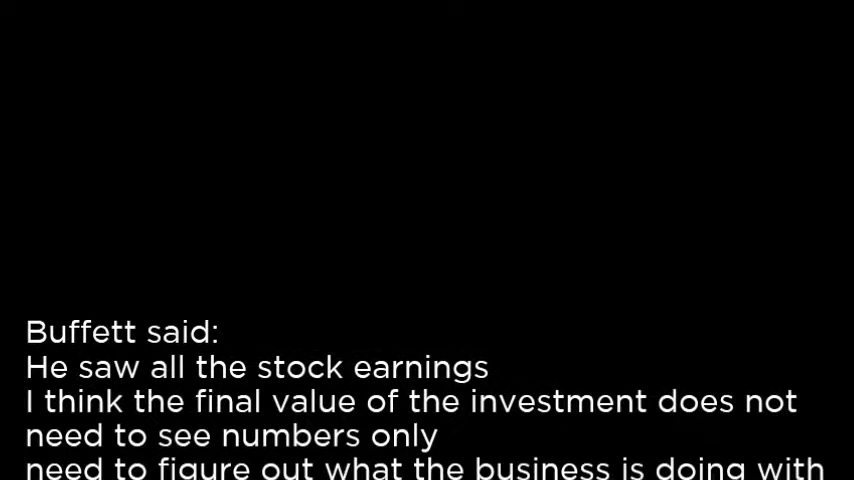 Buffett said:
He saw all the stock earnings
I think the final value of the investment does not
need to see numbers only
need to figure out what the business is doing with